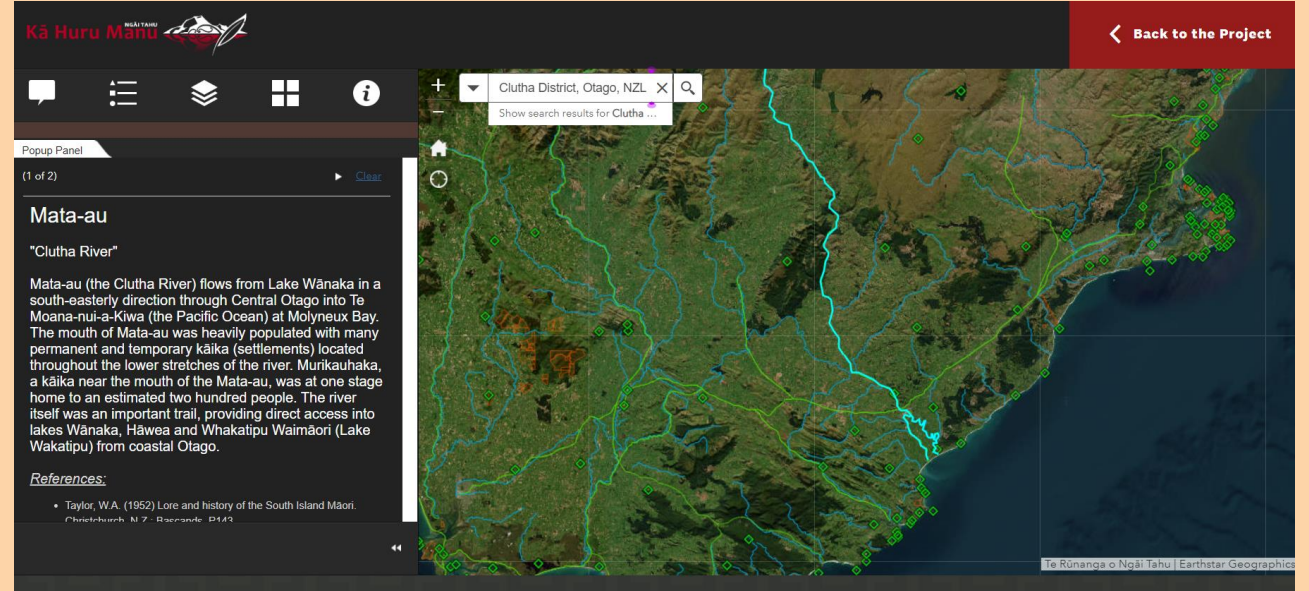 NGĀI TAHU
Kā Huru Manu
Back to the Project
Clutha District, Otago, NZL
Show search results for Clutha ...
Popup Panel
(1 of 2)
Clear
Mata-au
"Clutha River"
Mata-au (the Clutha River) flows from Lake Wānaka in a
south-easterly direction through Central Otago into Te
Moana-nui-a-Kiwa (the Pacific Ocean) at Molyneux Bay.
The mouth of Mata-au was heavily populated with many
permanent and temporary kāika (settlements) located
throughout the lower stretches of the river. Murikauhaka,
a kāika near the mouth of the Mata-au, was at one stage
home to an estimated two hundred people. The river
itself was an important trail, providing direct access into
lakes Wānaka, Hāwea and Whakatipu Waimāori (Lake
Wakatipu) from coastal Otago.
References:
Taylor, W.A. (1952) Lore and history of the South Island Māori.
Christchurch, N.Z.: Bascands. P143
Te Rūnanga o Ngāi Tahu | Earthstar Geographics